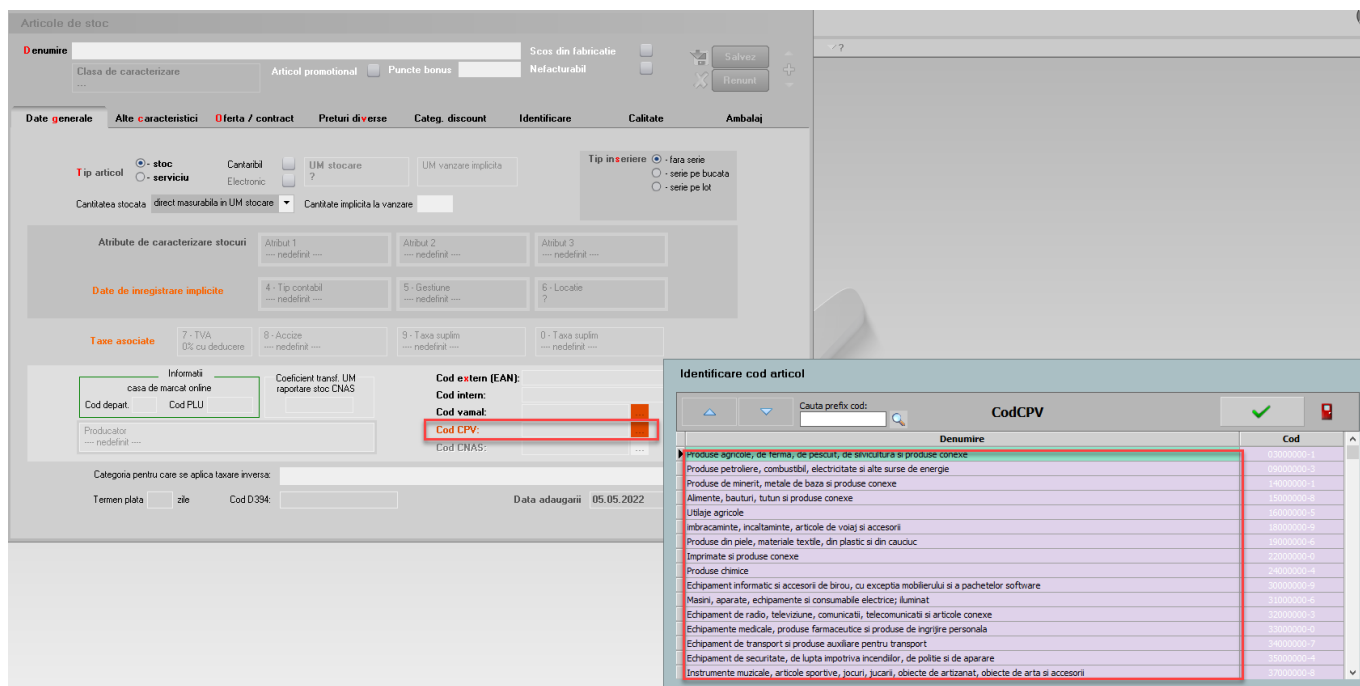 Articole de stoc
Denumire
Scos din fabricatie
Salvez
?
Clasa de caracterizare
---
Articol promotional
Puncte bonus
Nefacturabil
Renunt
Date generale
Alte caracteristici
Oferta / contract
Preturi diverse
Categ. discount
Identificare
Calitate
Ambalaj
Tip articol
- stoc
- serviciu
Cantaribil
Electronic
UM stocare
?
UM vanzare implicita
Tip inseriere
- fara serie
- serie pe bucata
- serie pe lot
Cantitatea stocata direct masurabila in UM stocare
Cantitate implicita la vanzare
Atribute de caracterizare stocuri
Atribut 1
---- nedefinit ----
Atribut 2
---- nedefinit ----
Atribut 3
---- nedefinit ----
Date de inregistrare implicite
4 - Tip contabil
---- nedefinit ----
5 - Gestiune
---- nedefinit ----
6 - Locatie
?
Taxe asociate
7 - TVA
0% cu deducere
8 - Accize
---- nedefinit ----
9 - Taxa suplim
---- nedefinit ----
0 - Taxa suplim
---- nedefinit ----
Informatii
casa de marcat online
Cod depart.
Cod PLU
Coeficient transf. UM
raportare stoc CNAS
Cod extern (EAN):
Cod intern:
Cod vamal:
...
Cod CPV:
...
Cod CNAS:
...
Producator
---- nedefinit ----
Categoria pentru care se aplica taxare inversa:
Termen plata
zile
Cod D394:
Data adaugarii 05.05.2022
Identificare cod articol
Cauta prefix cod:
CodCPV
Denumire Cod
Produse agricole, de ferma, de pescuit, de silvicultura si produse conexe 03000000-1
Produse petroliere, combustibil, electricitate si alte surse de energie 09000000-3
Produse de minerit, metale de baza si produse conexe 14000000-1
Alimente, bauturi, tutun si produse conexe 15000000-8
Utilaje agricole 16000000-5
imbracaminte, incaltaminte, articole de voiaj si accesorii 18000000-9
Produse din piele, materiale textile, din plastic si din cauciuc 19000000-6
Imprimate si produse conexe 22000000-0
Produse chimice 24000000-4
Echipament informatic si accesorii de birou, cu exceptia mobilierului si a pachetelor software 30000000-9
Masini, aparate, echipamente si consumabile electrice; iluminat 31000000-6
Echipament de radio, televiziune, comunicatii, telecomunicatii si articole conexe 32000000-3
Echipamente medicale, produse farmaceutice si produse de ingrijire personala 33000000-0
Echipament de transport si produse auxiliare pentru transport 34000000-7
Echipament de securitate, de lupta impotriva incendiilor, de politie si de aparare 35000000-4
Instrumente muzicale, articole sportive, jocuri, jucarii, obiecte de artizanat, obiecte de arta si accesorii 37000000-8